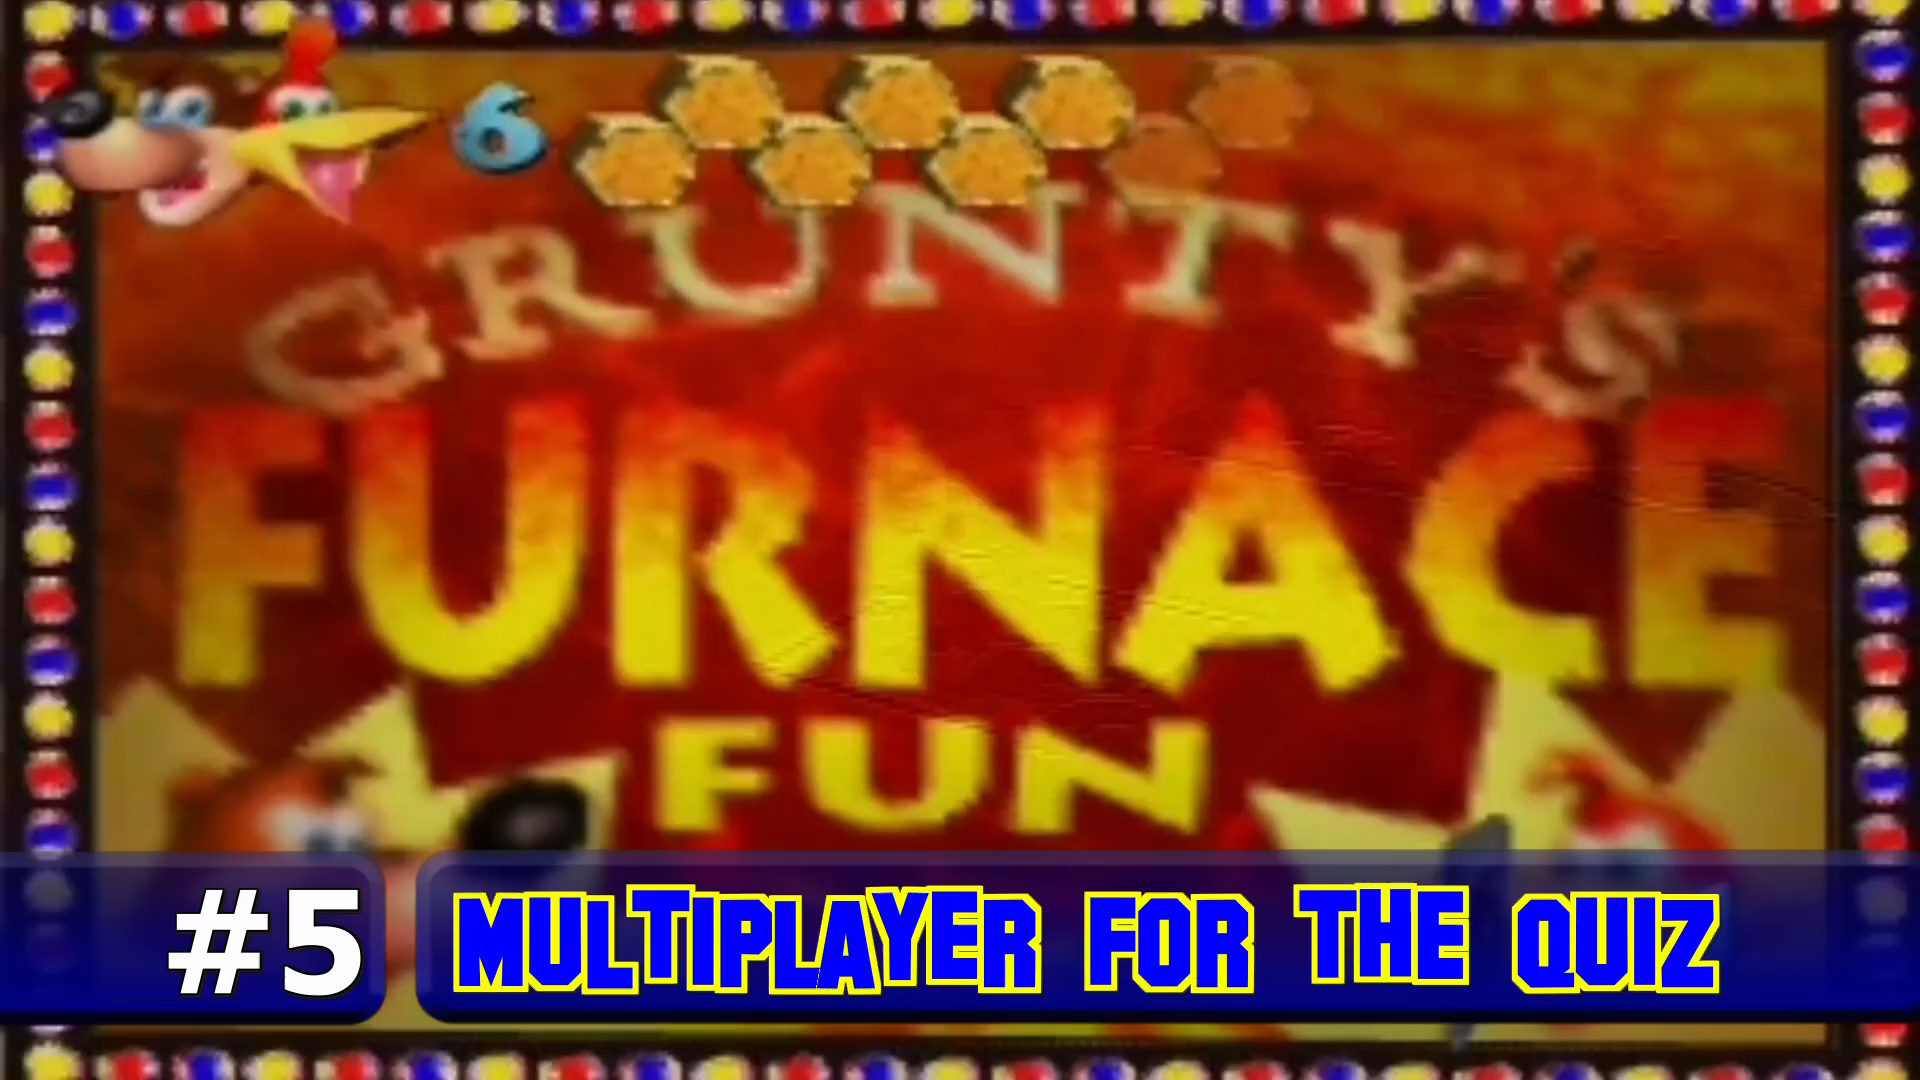 6
GRUNTY'S
FURNACE
FUN
#5 MULTIPLAYER FOR THE QUIZ